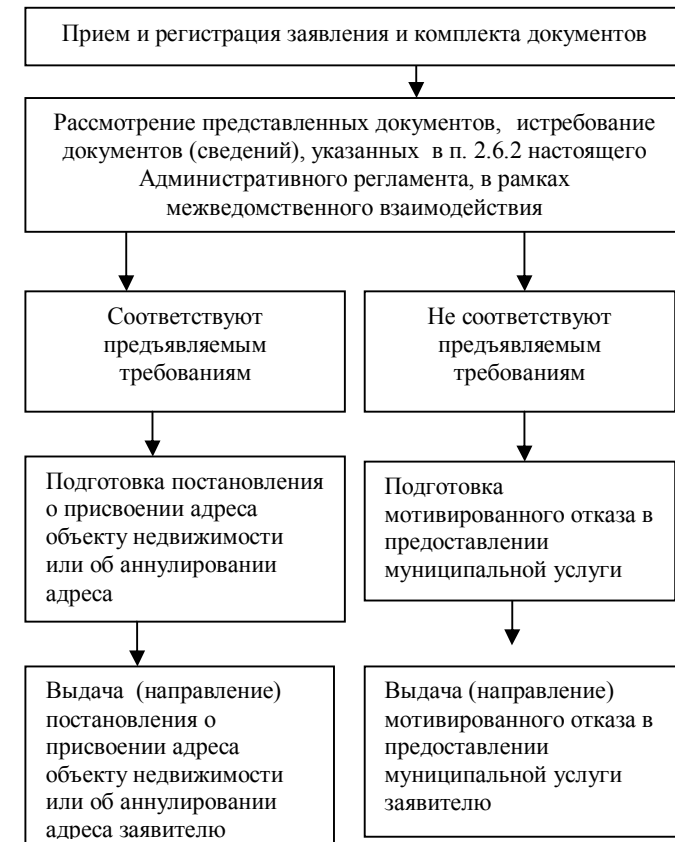 Прием и регистрация заявления и комплекта документов
Рассмотрение представленных документов, истребование
документов (сведений), указанных в п. 2.6.2 настоящего
Административного регламента, в рамках
межведомственного взаимодействия
Соответствуют
предъявляемым
требованиям
Не соответствуют
предъявляемым
требованиям
Подготовка постановления
о присвоении адреса
объекту недвижимости
или об аннулировании
адреса
Подготовка
мотивированного отказа в
предоставлении
муниципальной услуги
Выдача (направление)
постановления о
присвоении адреса
объекту недвижимости
или об аннулировании
адреса заявителю
Выдача (направление)
мотивированного отказа в
предоставлении
муниципальной услуги
заявителю